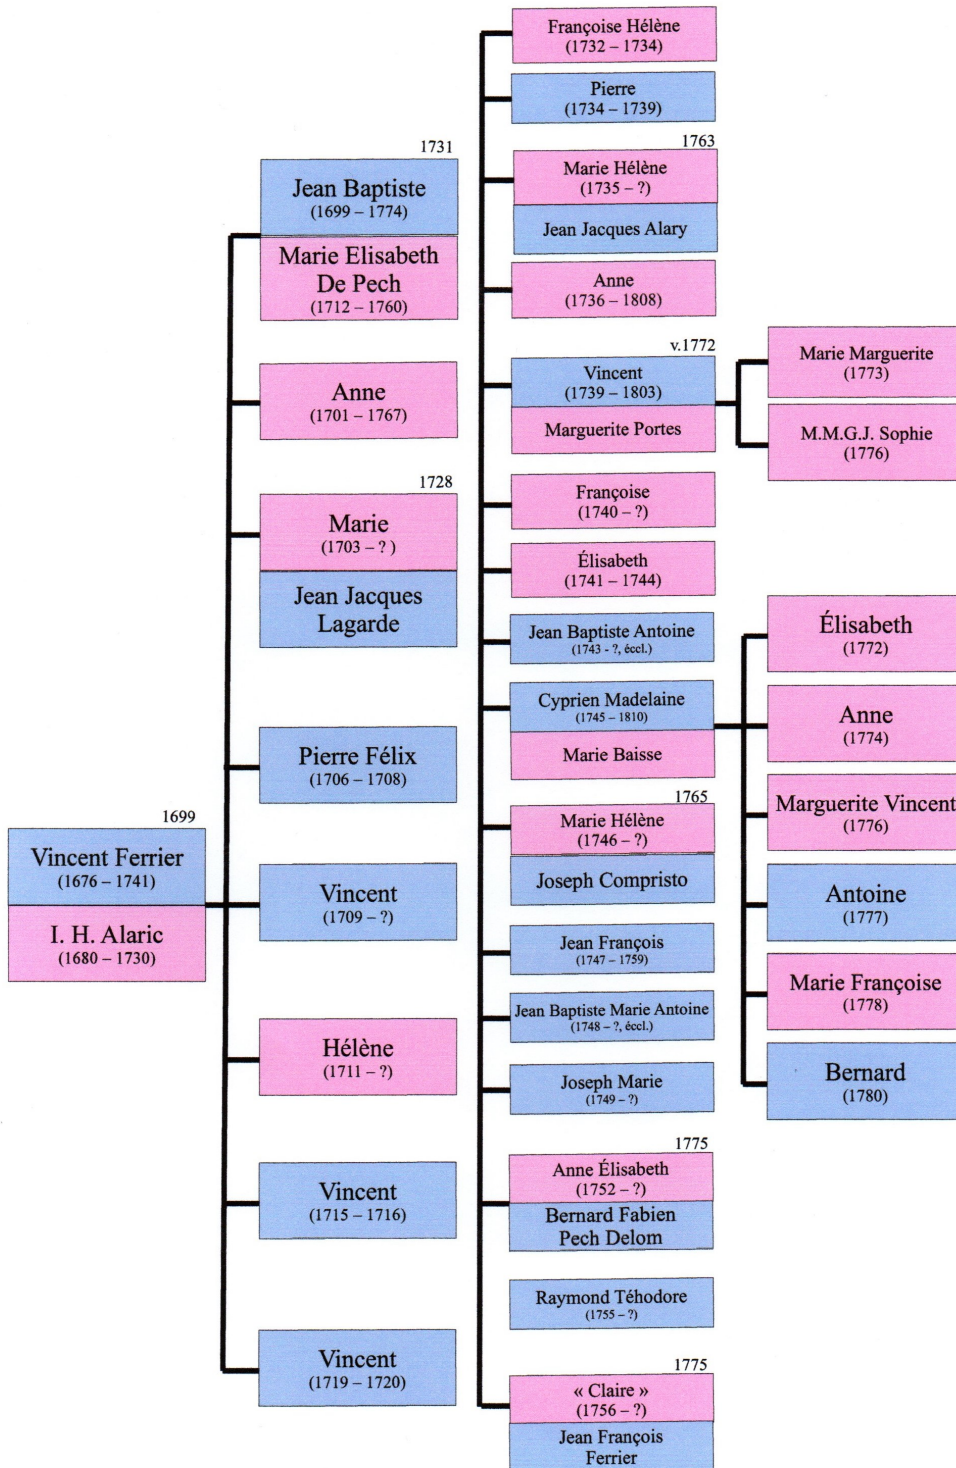 1699
Vincent Ferrier
(1676 – 1741)
I. H. Alaric
(1680 – 1730)
1731
Jean Baptiste
(1699 – 1774)
Marie Elisabeth
De Pech
(1712 – 1760)
Anne
(1701 – 1767)
1728
Marie
(1703 – ? )
Jean Jacques
Lagarde
Pierre Félix
(1706 – 1708)
Vincent
(1709 – ?)
Hélène
(1711 – ?)
Vincent
(1715 – 1716)
Vincent
(1719 – 1720)
Françoise Hélène
(1732 – 1734)
Pierre
(1734 – 1739)
1763
Marie Hélène
(1735 – ?)
Jean Jacques Alary
Anne
(1736 – 1808)
v.1772
Vincent
(1739 – 1803)
Marguerite Portes
Françoise
(1740 – ?)
Élisabeth
(1741 – 1744)
Jean Baptiste Antoine
(1743 - ?, éccl.)
Cyprien Madelaine
(1745 – 1810)
Marie Baisse
1765
Marie Hélène
(1746 – ?)
Joseph Compristo
Jean François
(1747 – 1759)
Jean Baptiste Marie Antoine
(1748 – ?, éccl.)
Joseph Marie
(1749 – ?)
1775
Anne Élisabeth
(1752 – ?)
Bernard Fabien
Pech Delom
Raymond Téhodore
(1755 – ?)
1775
« Claire »
(1756 – ?)
Jean François
Ferrier
Marie Marguerite
(1773)
M.M.G.J. Sophie
(1776)
Élisabeth
(1772)
Anne
(1774)
Marguerite Vincent
(1776)
Antoine
(1777)
Marie Françoise
(1778)
Bernard
(1780)